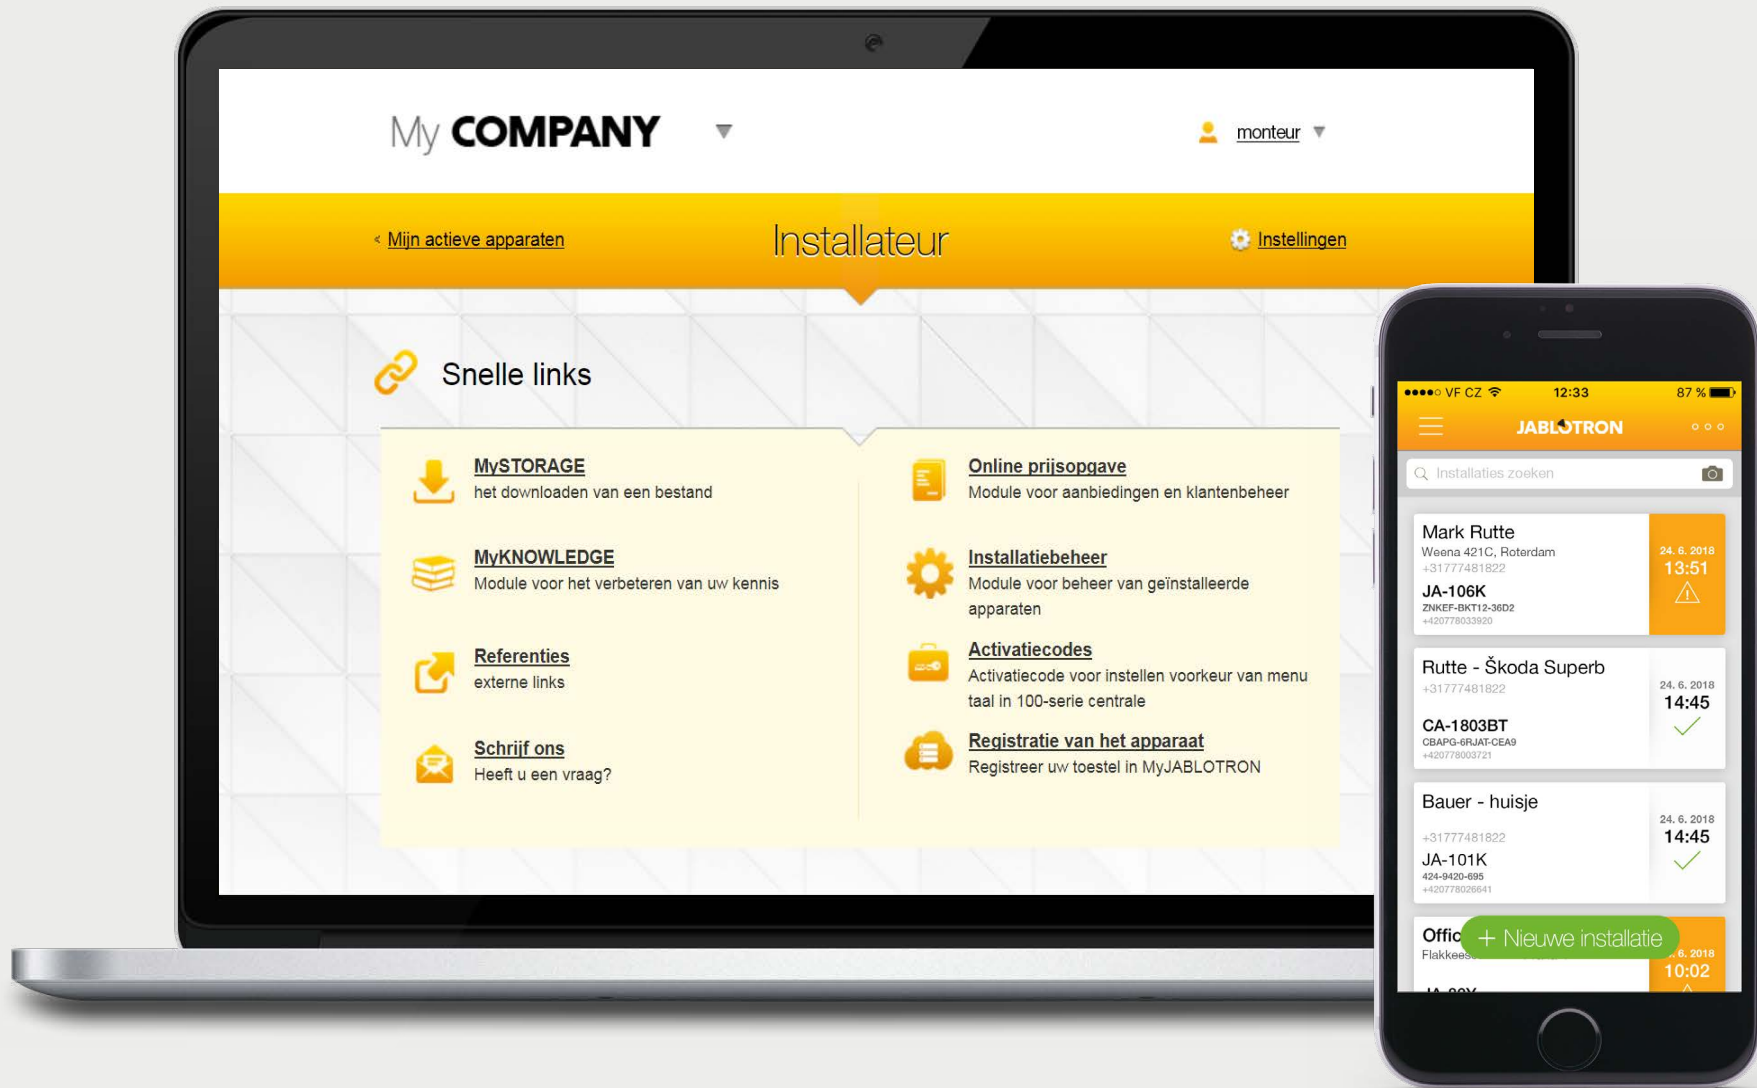 My COMPANY
monteur
< Mijn actieve apparaten
Installateur
Instellingen
Snelle links
MySTORAGE
het downloaden van een bestand
MyKNOWLEDGE
Module voor het verbeteren van uw kennis
Referenties
externe links
Schrijf ons
Heeft u een vraag?
Online prijsopgave
Module voor aanbiedingen en klantenbeheer
Installatiebeheer
Module voor beheer van geïnstalleerde
apparaten
Activatiecodes
Activatiecode voor instellen voorkeur van menu
taal in 100-serie centrale
Registratie van het apparaat
Registreer uw toestel in MyJABLOTRON
VF CZ 12:33 87 %
JABLOTRON
Installaties zoeken
Mark Rutte
Weena 421C, Roterdam
+31777481822
JA-106K
ZNKEF-BKT12-36D2
+420778033920
24. 6. 2018
13:51
Rutte - Škoda Superb
+31777481822
CA-1803BT
CBAPG-6RJAT-CEA9
+420778003721
24. 6. 2018
14:45
Bauer - huisje
+31777481822
JA-101K
424-9420-695
+420778026641
24. 6. 2018
14:45
+ Nieuwe installatie
6. 2018
10:02